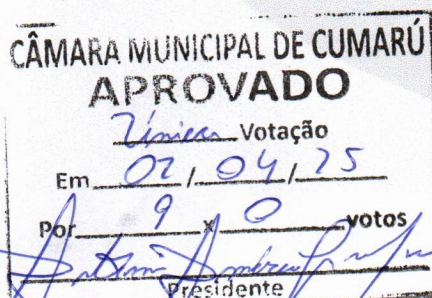 CÂMARA MUNICIPAL DE CUMARÚ
APROVADO
Única Votação
Em 02 / 04 / 25
Por 9 x 0 votos
Presidente